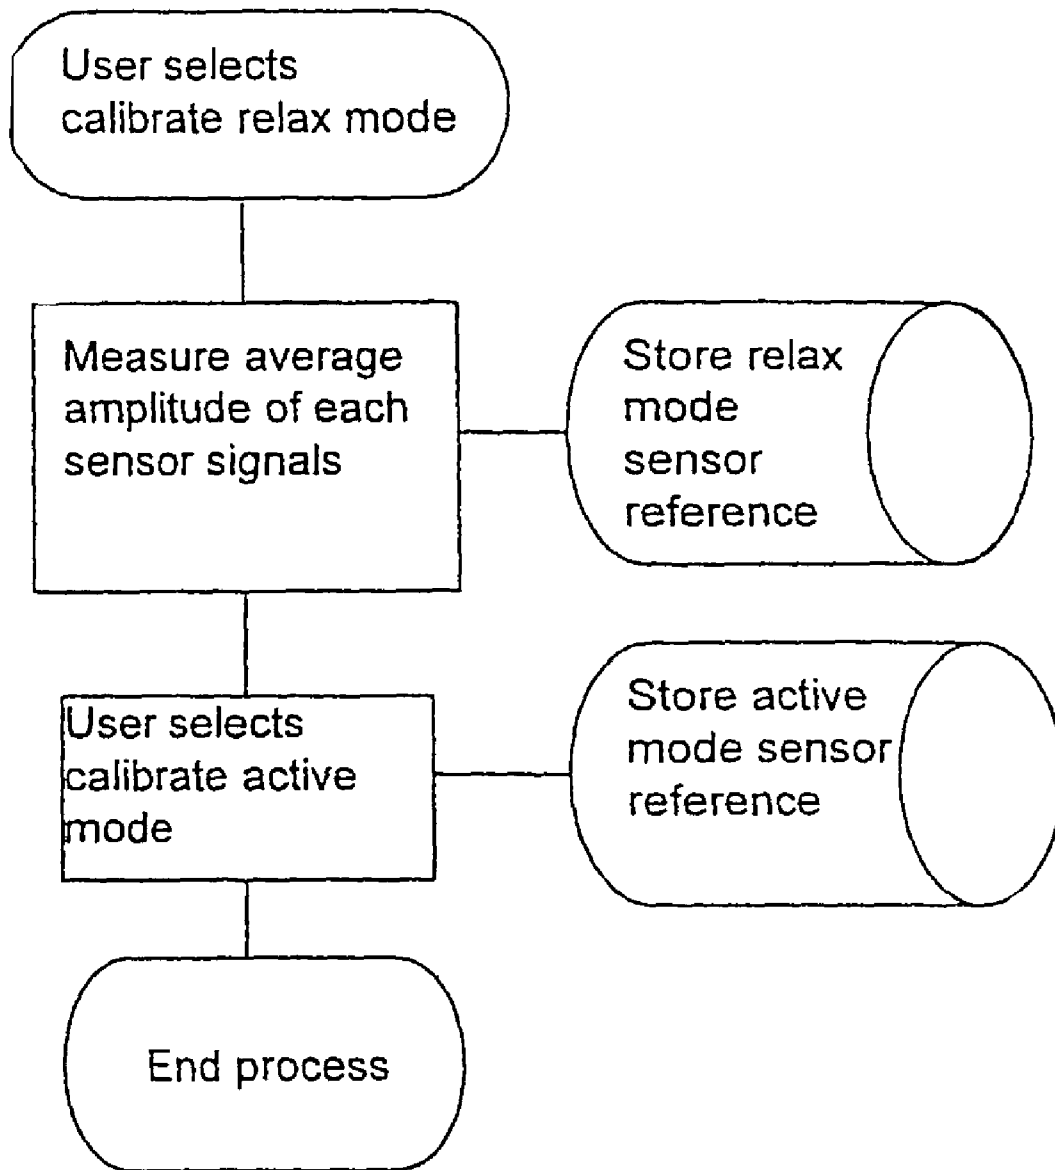 User selects
calibrate relax mode
Measure average
amplitude of each
sensor signals
Store relax
mode
sensor
reference
User selects
calibrate active
mode
Store active
mode sensor
reference
End process